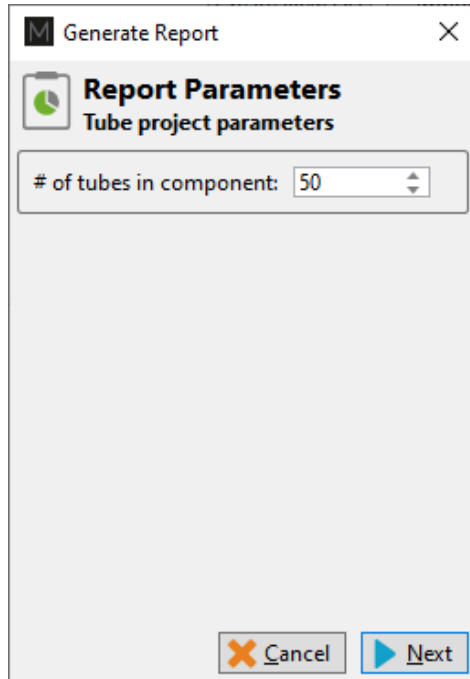 M Generate Report
Report Parameters
Tube project parameters
# of tubes in component: 50
Cancel Next